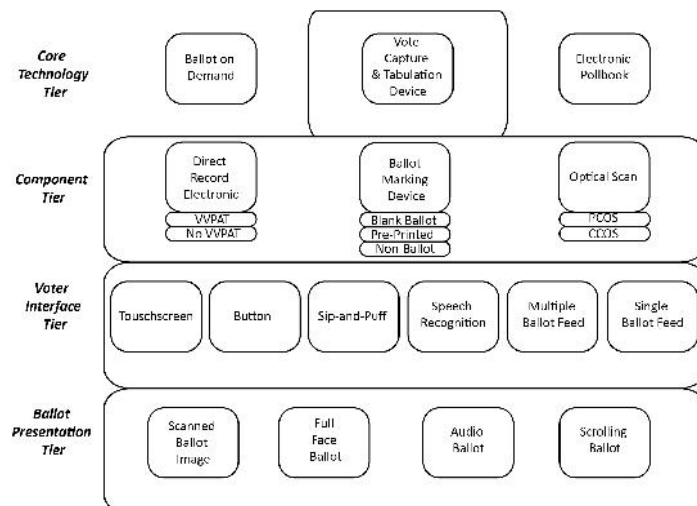 Core
Technology
Tier
Ballot on
Demand
Vote
Capture
& Tabulation
Device
Electronic
Pollbook
Component
Tier
Direct
Record
Electronic
VVPAT
No VVPAT
Ballot
Marking
Device
Blank Ballot
Pre-Printed
Non Ballot
Optical Scan
PCOS
CCOS
Voter
Interface
Tier
Touschscreen
Button
Sip-and-Puff
Speech
Recognition
Multiple
Ballot Feed
Single
Ballot Feed
Ballot
Presentation
Tier
Scanned
Ballot
Image
Full
Face
Ballot
Audio
Ballot
Scrolling
Ballot